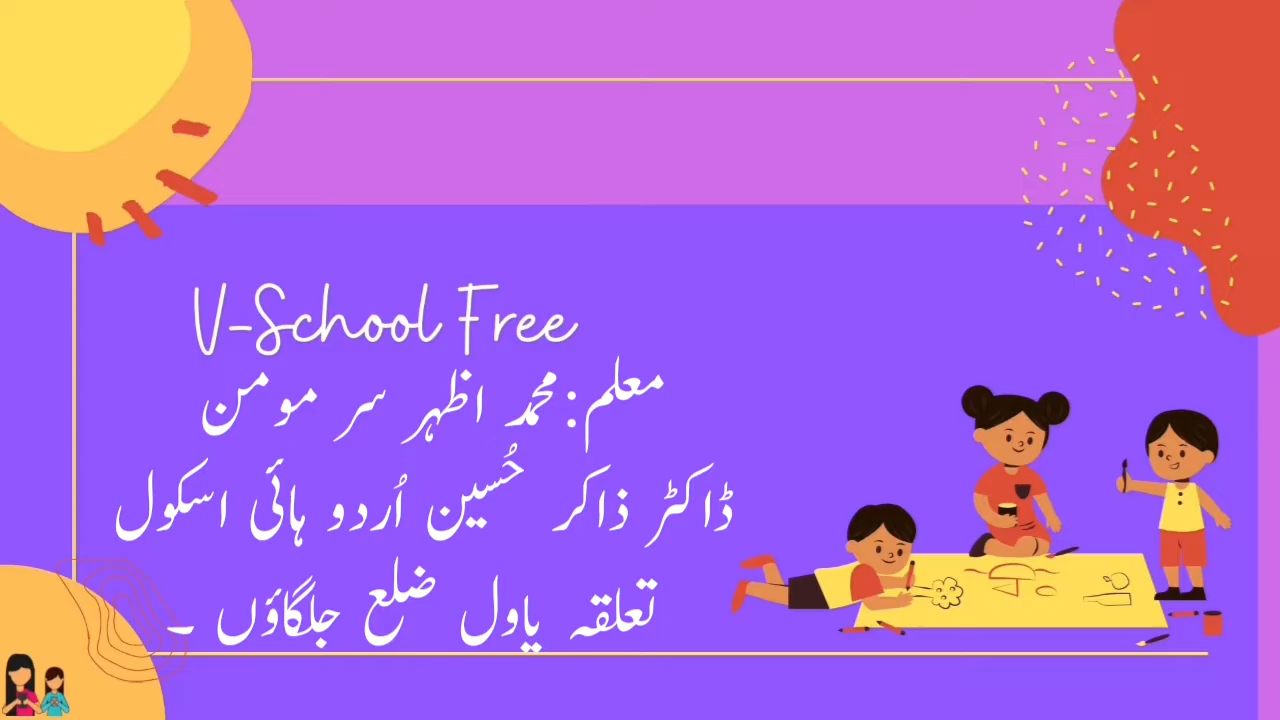 V-School Free
معلم: محمد اظہر سر مومن
ڈاکٹر ذاکر حُسین اُردو ہائی اسکول
تعلقہ یاول ضلع جلگاؤں ۔